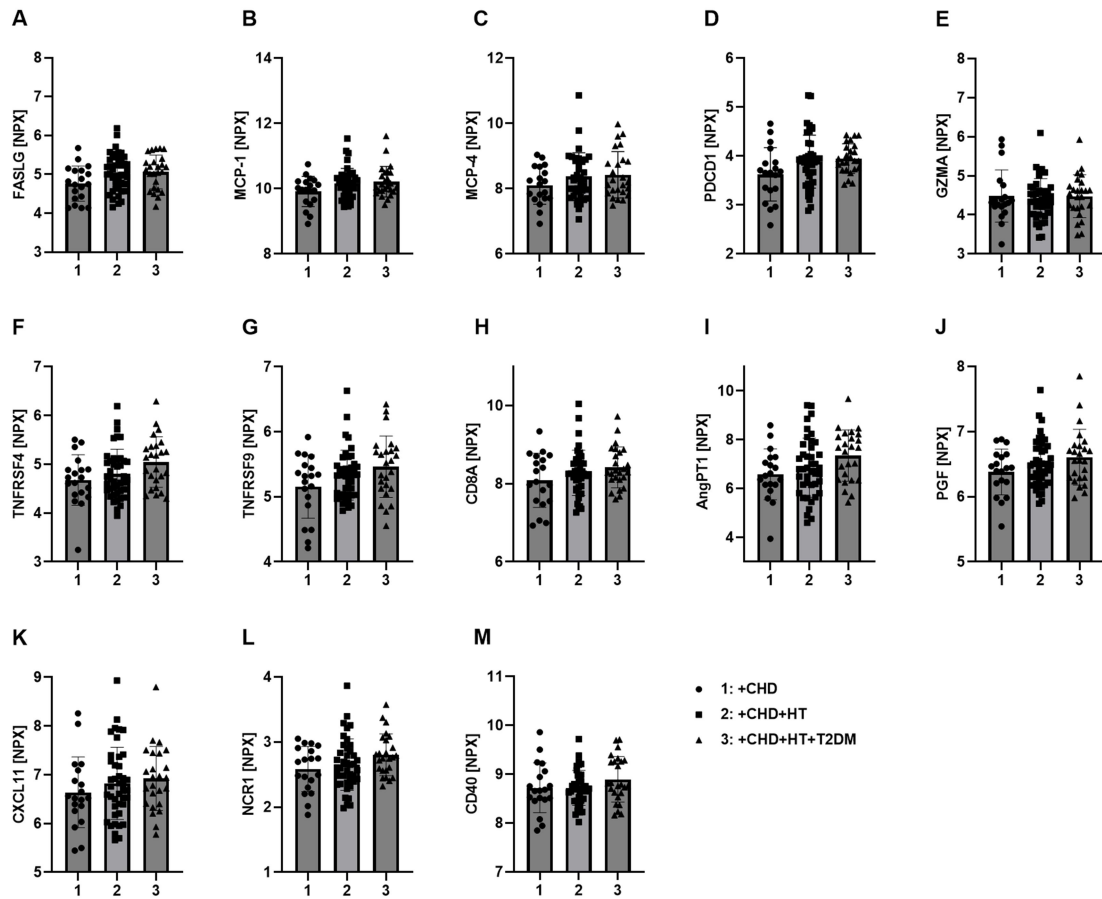 A
FASLG [NPX]
8
7
6
5
4
3
1 2 3
B
MCP-1 [NPX]
14
12
10
8
1 2 3
C
MCP-4 [NPX]
12
10
8
6
1 2 3
D
PDCD1 [NPX]
6
5
4
3
2
1 2 3
E
GZMA [NPX]
8
7
6
5
4
3
1 2 3
F
TNFRSF4 [NPX]
7
6
5
4
3
1 2 3
G
TNFRSF9 [NPX]
7
6
5
4
1 2 3
H
CD8A [NPX]
10
8
6
1 2 3
I
AngPT1 [NPX]
10
8
6
4
1 2 3
J
PGF [NPX]
8
7
6
5
1 2 3
K
CXCL11 [NPX]
9
8
7
6
5
1 2 3
L
NCR1 [NPX]
4
3
2
1
1 2 3
M
CD40 [NPX]
11
10
9
8
7
1 2 3
1: +CHD
2: +CHD+HT
3: +CHD+HT+T2DM